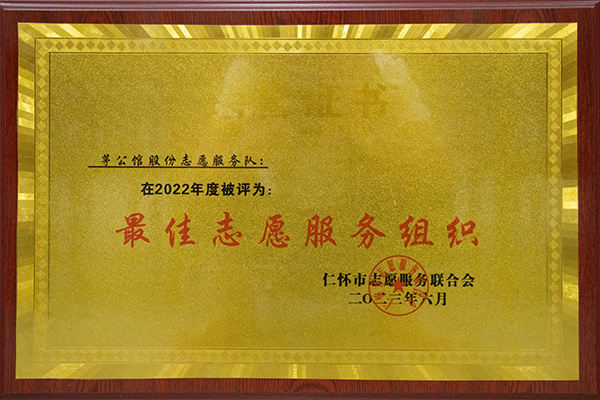 证书
茅公馆股份志愿服务队：
在2022年度被评为：
最佳志愿服务组织
仁怀市志愿服务联合会
二〇二三年六月